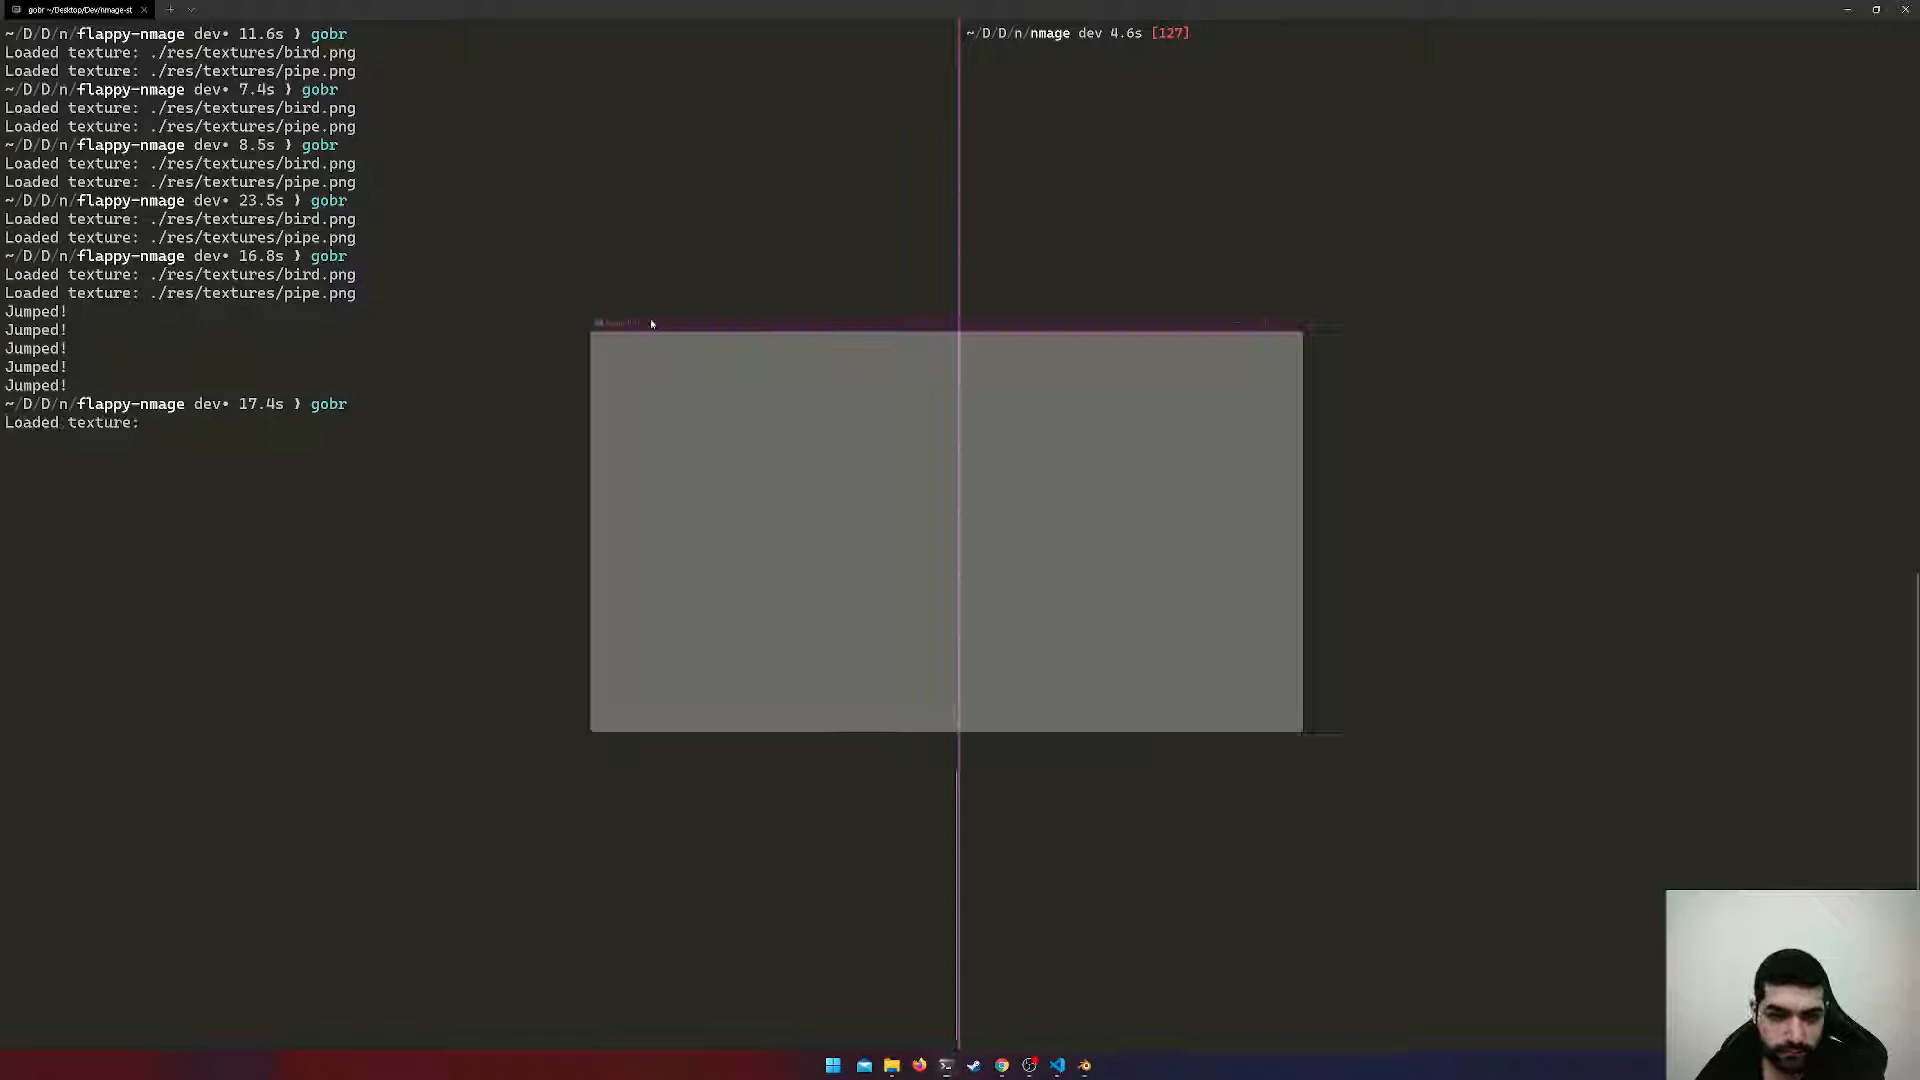 gobr ~/Desktop/Dev/nmage-st
~/D/D/n/flappy-nmage dev• 11.6s ❯ gobr
Loaded texture: ./res/textures/bird.png
Loaded texture: ./res/textures/pipe.png
~/D/D/n/flappy-nmage dev• 7.4s ❯ gobr
Loaded texture: ./res/textures/bird.png
Loaded texture: ./res/textures/pipe.png
~/D/D/n/flappy-nmage dev• 8.5s ❯ gobr
Loaded texture: ./res/textures/bird.png
Loaded texture: ./res/textures/pipe.png
~/D/D/n/flappy-nmage dev• 23.5s ❯ gobr
Loaded texture: ./res/textures/bird.png
Loaded texture: ./res/textures/pipe.png
~/D/D/n/flappy-nmage dev• 16.8s ❯ gobr
Loaded texture: ./res/textures/bird.png
Loaded texture: ./res/textures/pipe.png
Jumped!
Jumped!
Jumped!
Jumped!
Jumped!
~/D/D/n/flappy-nmage dev• 17.4s ❯ gobr
Loaded texture:
~/D/D/n/nmage dev 4.6s [127]